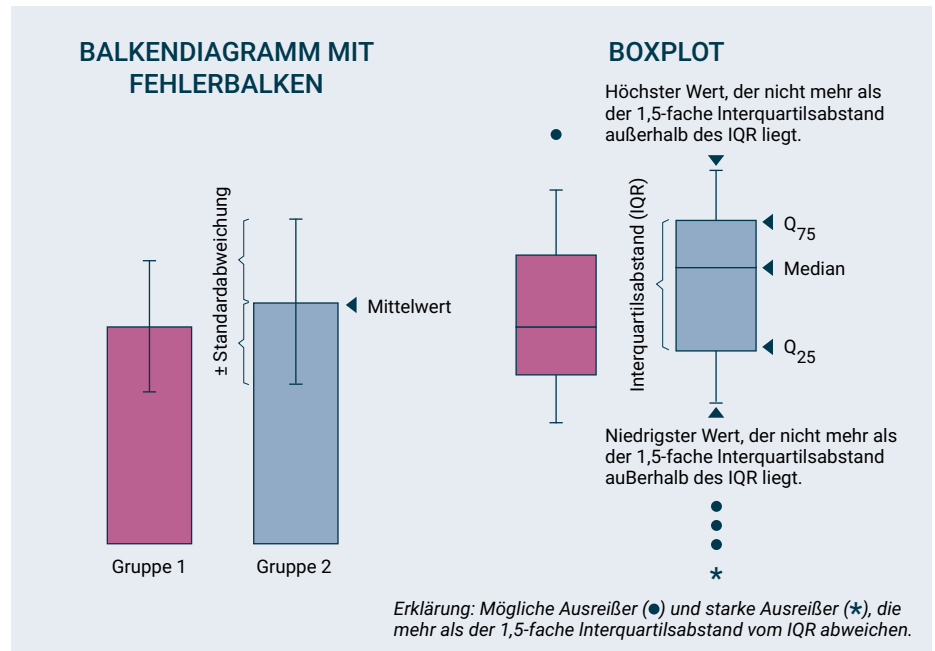 BALKENDIAGRAMM MIT
FEHLERBALKEN
± Standardabweichung
Mittelwert
Gruppe 1
Gruppe 2
BOXPLOT
Höchster Wert, der nicht mehr als
der 1,5-fache Interquartilsabstand
außerhalb des IQR liegt.
Interquartilsabstand (IQR)
Q75
Median
Q25
Niedrigster Wert, der nicht mehr als
der 1,5-fache Interquartilsabstand
auBerhalb des IQR liegt.
*
Erklärung: Mögliche Ausreißer (●) und starke Ausreißer (*), die
mehr als der 1,5-fache Interquartilsabstand vom IQR abweichen.